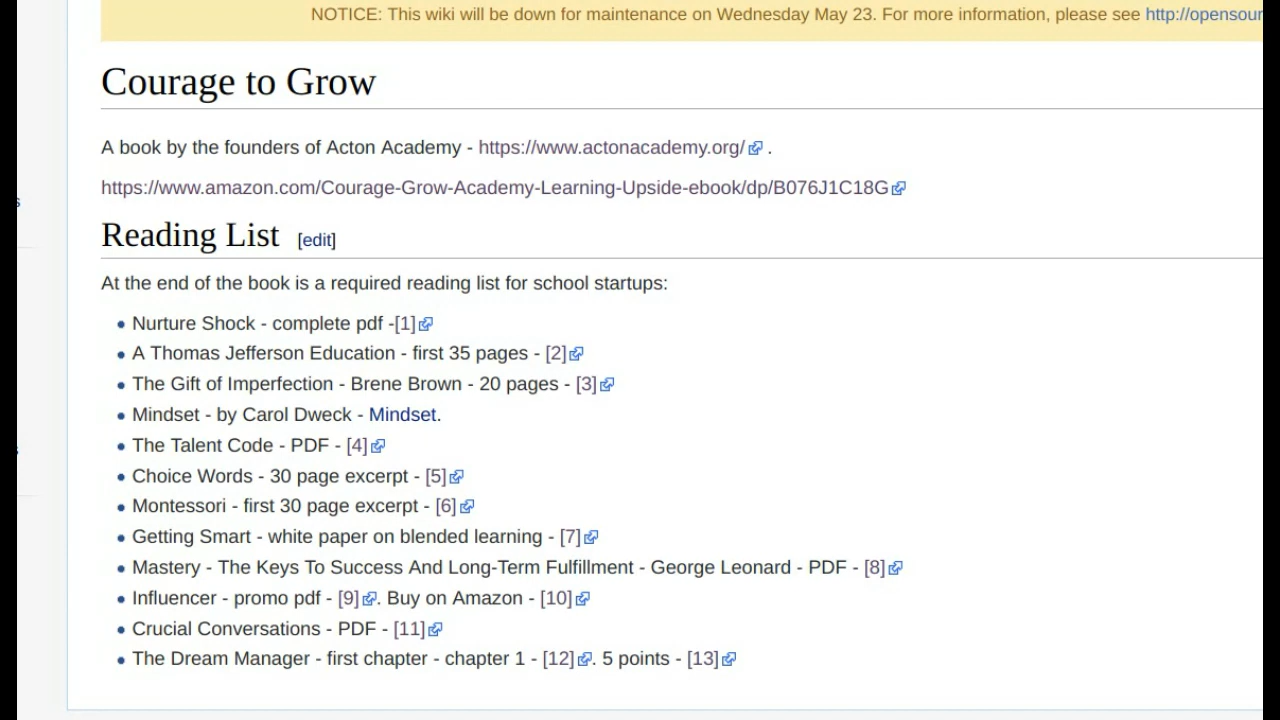 NOTICE: This wiki will be down for maintenance on Wednesday May 23. For more information, please see http://opensour
Courage to Grow
A book by the founders of Acton Academy - https://www.actonacademy.org/ .
https://www.amazon.com/Courage-Grow-Academy-Learning-Upside-ebook/dp/B076J1C18G
Reading List [edit]
At the end of the book is a required reading list for school startups:
• Nurture Shock - complete pdf -[1]
• A Thomas Jefferson Education - first 35 pages - [2]
• The Gift of Imperfection - Brene Brown - 20 pages - [3]
• Mindset - by Carol Dweck - Mindset.
• The Talent Code - PDF - [4]
• Choice Words - 30 page excerpt - [5]
• Montessori - first 30 page excerpt - [6]
• Getting Smart - white paper on blended learning - [7]
• Mastery - The Keys To Success And Long-Term Fulfillment - George Leonard - PDF - [8]
• Influencer - promo pdf - [9]. Buy on Amazon - [10]
• Crucial Conversations - PDF - [11]
• The Dream Manager - first chapter - chapter 1 - [12]. 5 points - [13]